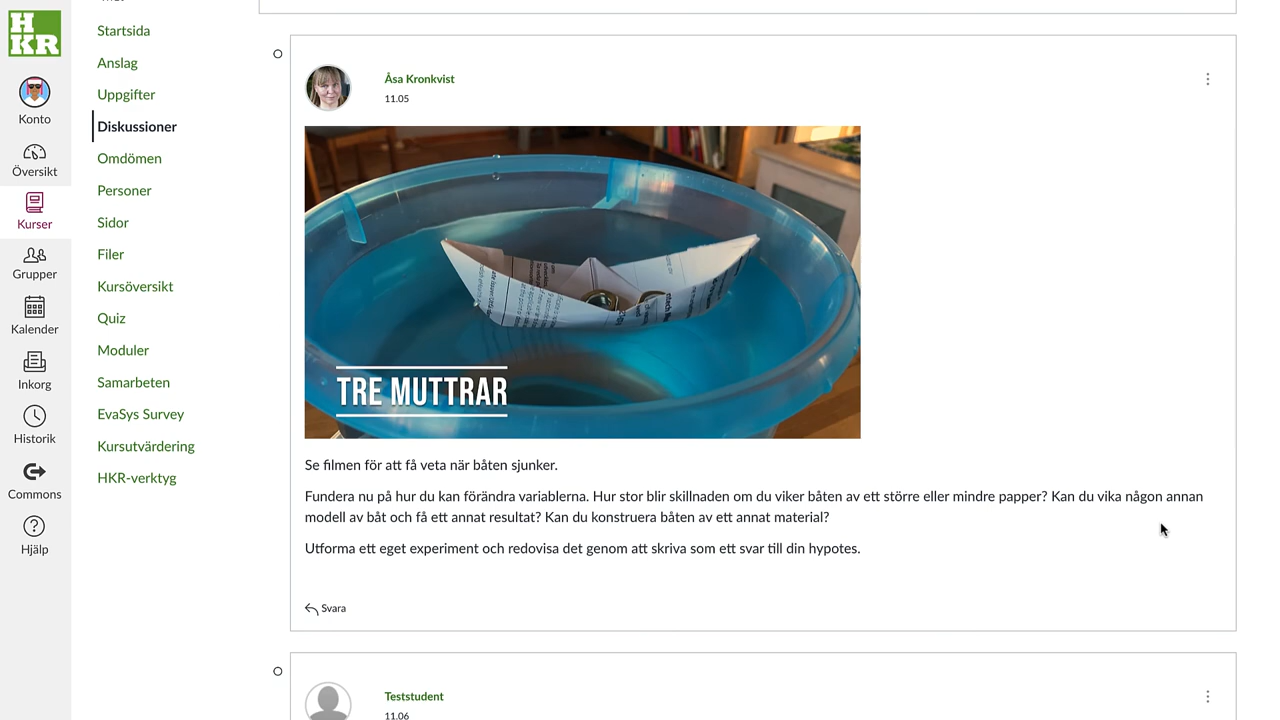 HKR
Konto
Översikt
Kurser
Grupper
Kalender
Inkorg
Historik
Commons
Hjälp
Startsida
Anslag
Uppgifter
Diskussioner
Omdömen
Personer
Sidor
Filer
Kursöversikt
Quiz
Moduler
Samarbeten
EvaSys Survey
Kursutvärdering
HKR-verktyg
Åsa Kronkvist
11.05
TRE MUTTRAR
Se filmen för att få veta när båten sjunker.
Fundera nu på hur du kan förändra variablerna. Hur stor blir skillnaden om du viker båten av ett större eller mindre papper? Kan du vika någon annan
modell av båt och få ett annat resultat? Kan du konstruera båten av ett annat material?
Utforma ett eget experiment och redovisa det genom att skriva som ett svar till din hypotes.
Svara
Teststudent
11.06